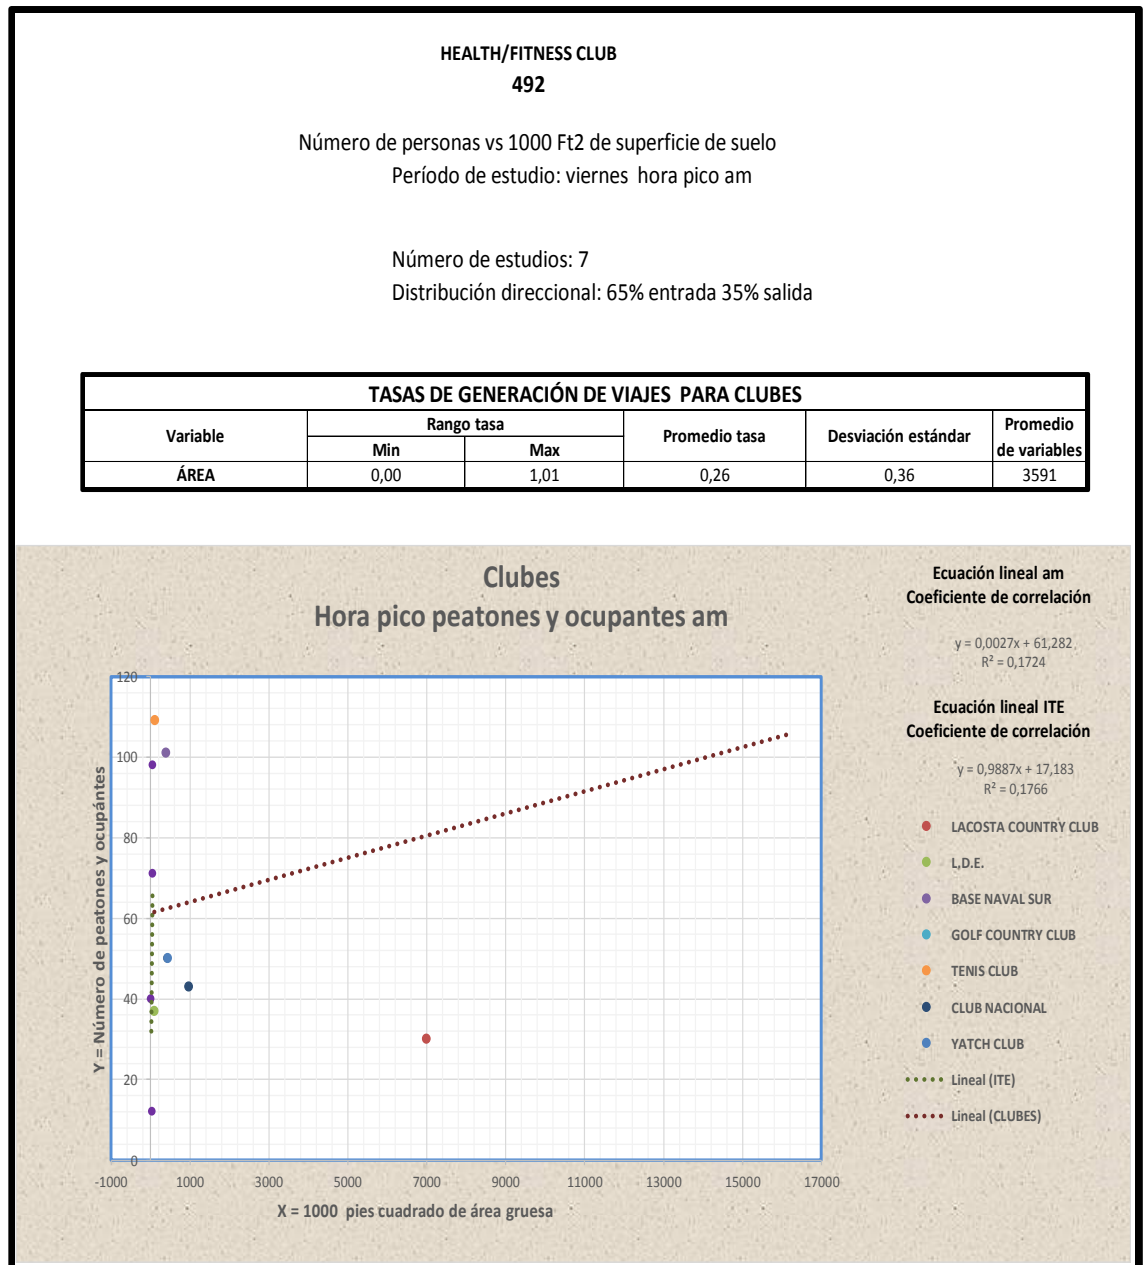 HEALTH/FITNESS CLUB
492
Número de personas vs 1000 Ft2 de superficie de suelo
Período de estudio: viernes hora pico am
Número de estudios: 7
Distribución direccional: 65% entrada 35% salida
TASAS DE GENERACIÓN DE VIAJES PARA CLUBES
Variable Rango tasa Promedio tasa Desviación estándar Promedio de variables
Min Max
ÁREA 0,00 1,01 0,26 0,36 3591
Clubes
Hora pico peatones y ocupantes am
Ecuación lineal am
Coeficiente de correlación
y = 0,0027x + 61,282
R² = 0,1724
Ecuación lineal ITE
Coeficiente de correlación
y = 0,9887x + 17,183
R² = 0,1766
LACOSTA COUNTRY CLUB
L.D.E.
BASE NAVAL SUR
GOLF COUNTRY CLUB
TENIS CLUB
CLUB NACIONAL
YATCH CLUB
Lineal (ITE)
Lineal (CLUBES)
Y = Número de peatones y ocupántes
120
100
80
60
40
20
0
-1000 1000 3000 5000 7000 9000 11000 13000 15000 17000
X = 1000 pies cuadrado de área gruesa